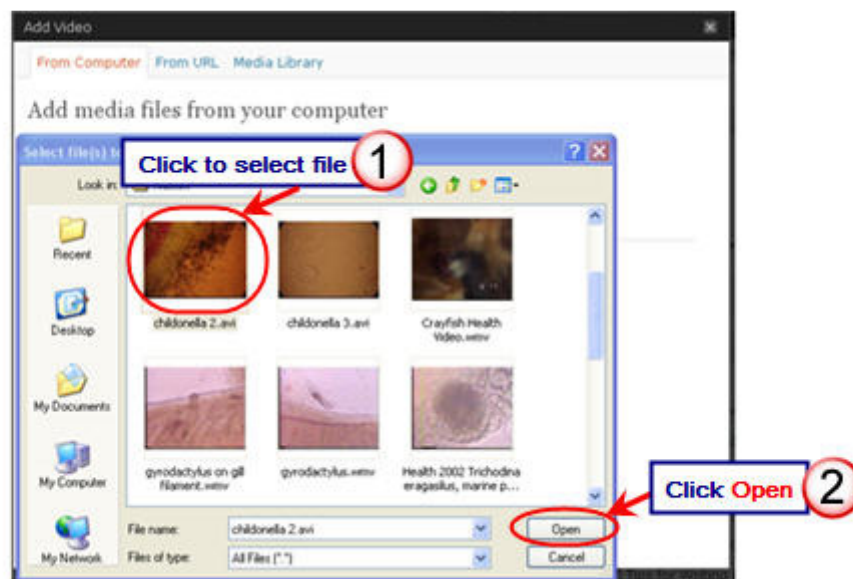 Add Video
From Computer From URL Media Library
Add media files from your computer
Select file(s) to
Click to select file 1
Look in:
Recent
Desktop
My Documents
My Computer
My Network
childonella 2.avi
childonella 3.avi
Crayfish Health
Video.wmv
gyrodactylus on gill
filament.wmv
gyrodactylus.wmv
Health 2002 Trichodina
eragasilus, marine p...
Click Open 2
File name: childonella 2.avi Open
Files of type: All Files (*.*) Cancel